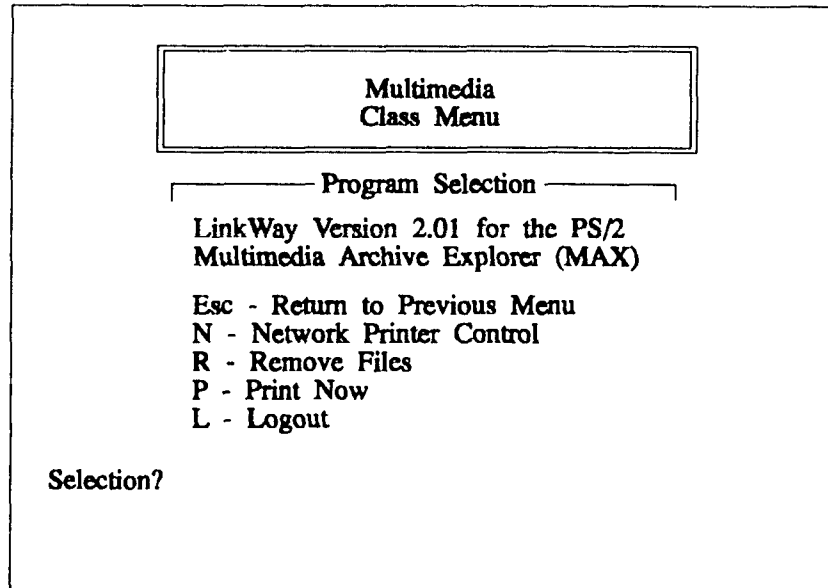 Multimedia
Class Menu
Program Selection
LinkWay Version 2.01 for the PS/2
Multimedia Archive Explorer (MAX)
Esc - Return to Previous Menu
N - Network Printer Control
R - Remove Files
P - Print Now
L - Logout
Selection?